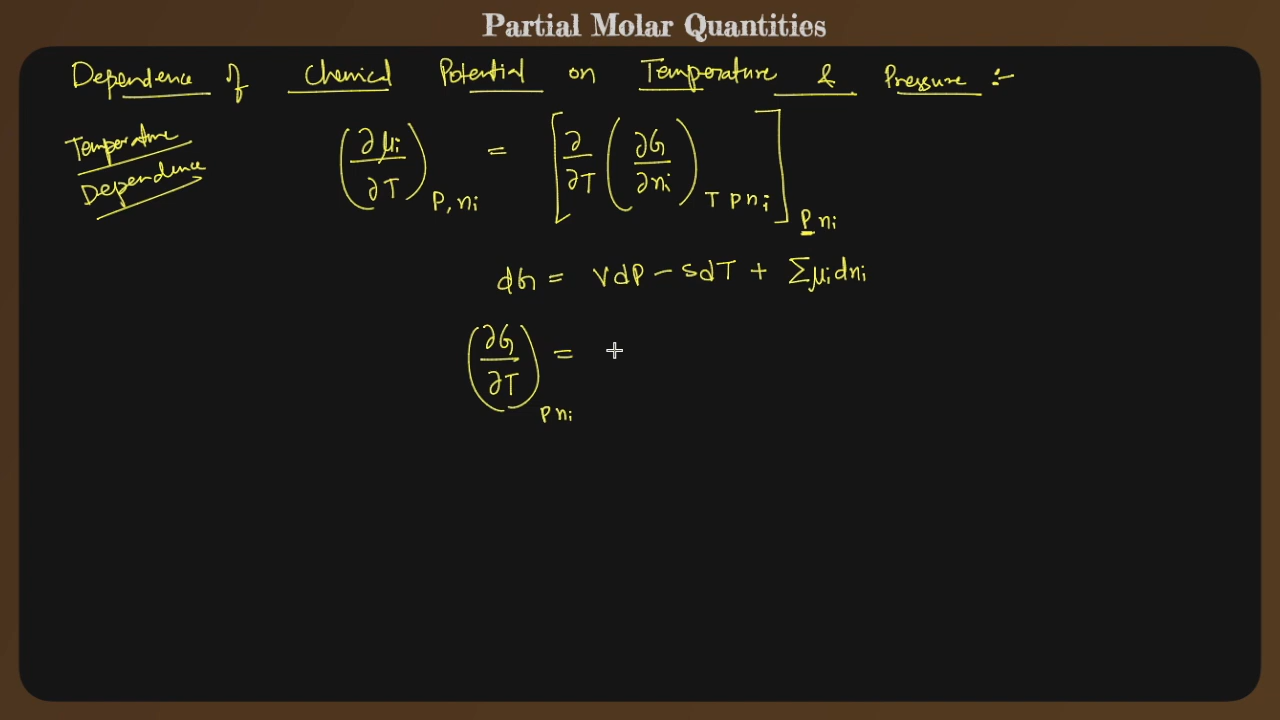 Partial Molar Quantities
Dependence of Chemical Potential on Temperature & Pressure :-
Temperature
Dependence
(∂μi/∂T)P,ni = [∂/∂T (∂G/∂ni)T P nj]P ni
dG = VdP - SdT + Σμidni
(∂G/∂T)P ni =